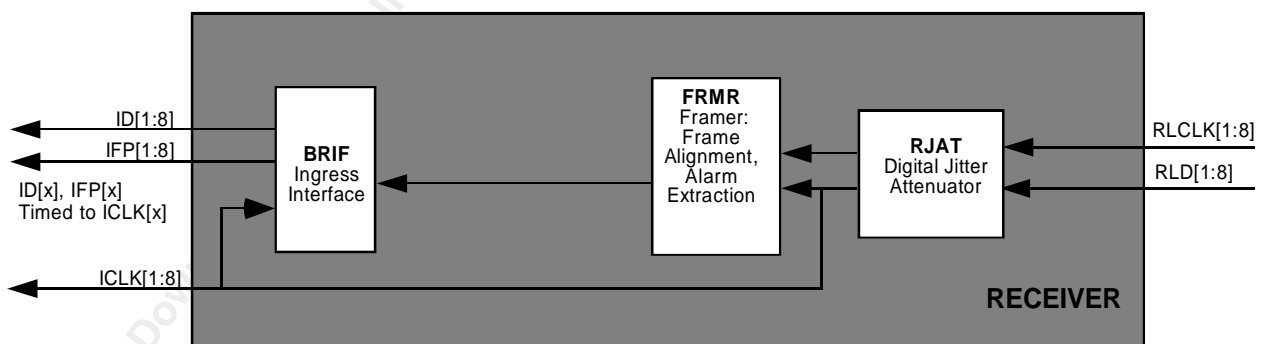 ID[1:8]
IFP[1:8]
ID[x], IFP[x]
Timed to ICLK[x]
ICLK[1:8]
BRIF
Ingress
Interface
FRMR
Framer:
Frame
Alignment,
Alarm
Extraction
RJAT
Digital Jitter
Attenuator
RLCLK[1:8]
RLD[1:8]
RECEIVER